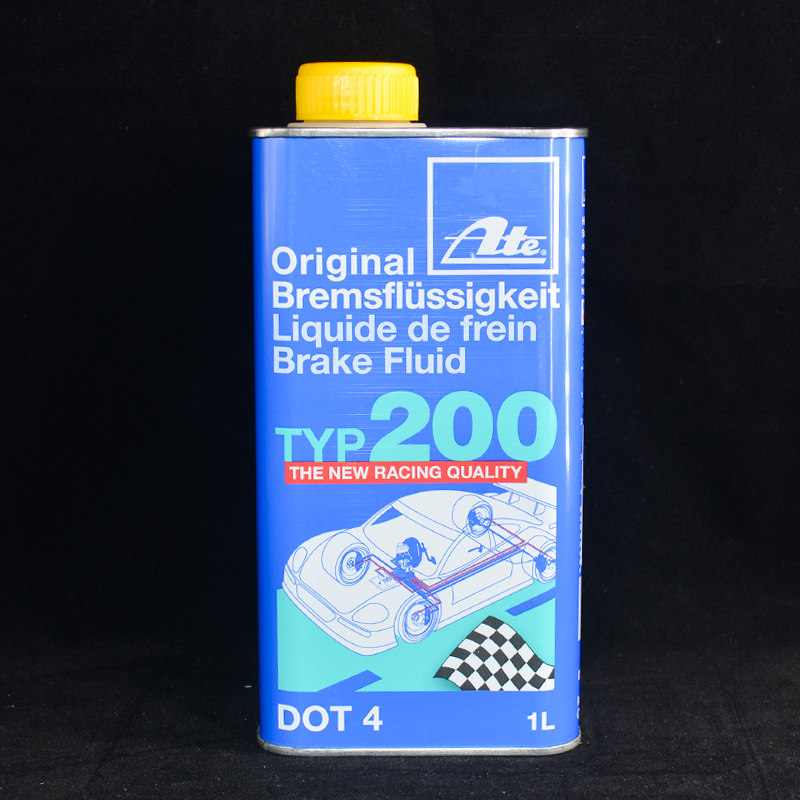 Ate®
Original
Bremsflüssigkeit
Liquide de frein
Brake Fluid
TYP 200
THE NEW RACING QUALITY
DOT 4 1L